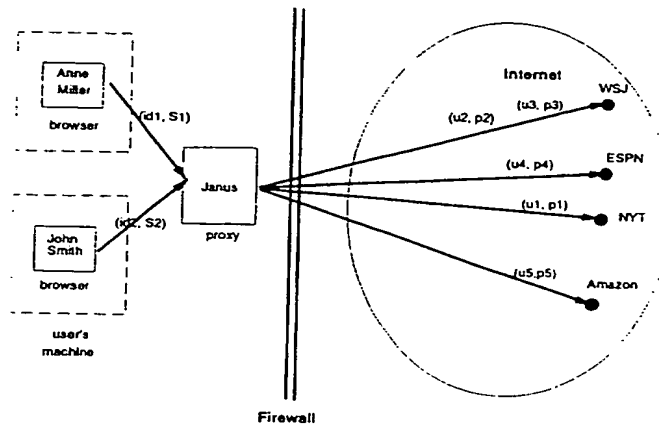 Anne
Miller
browser
(id1, S1)
Janus
proxy
John
Smith
(id2, S2)
browser
user's
machine
Firewall
Internet
WSJ
(u3, p3)
(u2, p2)
ESPN
(u4, p4)
(u1, p1)
NYT
(u5,p5)
Amazon